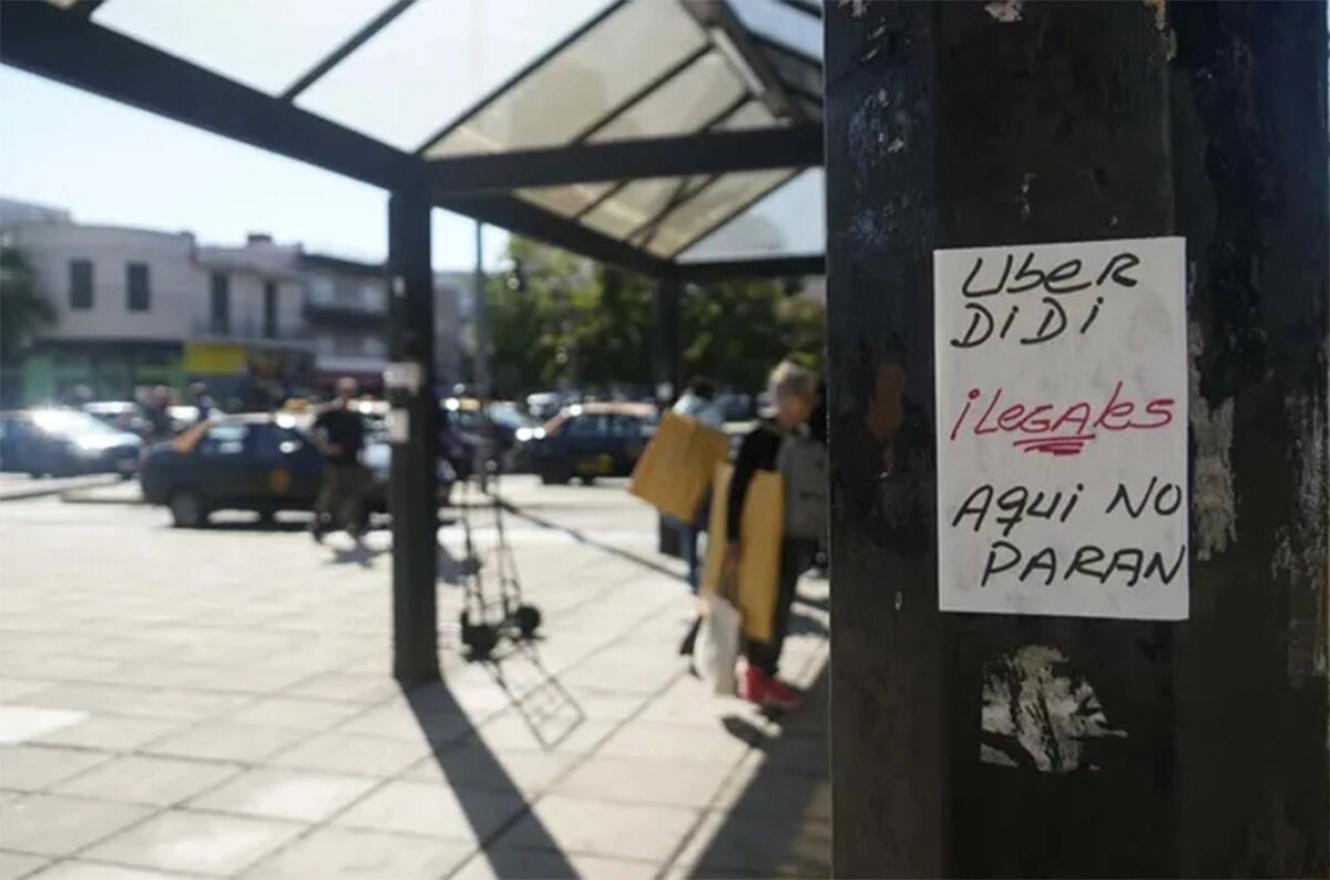 Uber
DiDi
iLeGAles
AQUi NO
PARAN